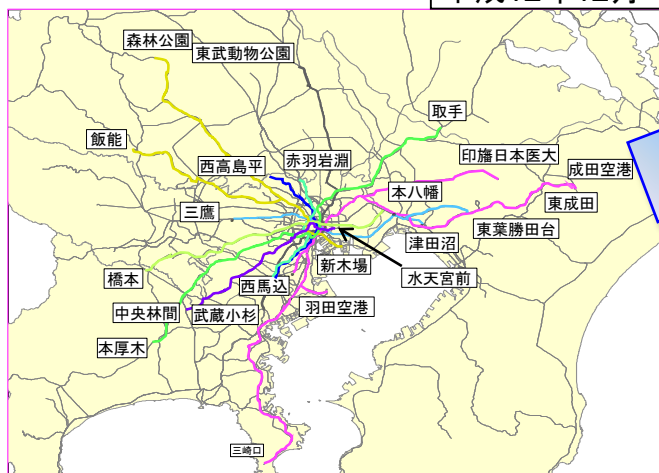 森林公園
東武動物公園
取手
飯能
西高島平
赤羽岩淵
印旛日本医大
成田空港
本八幡
三鷹
東成田
東葉勝田台
津田沼
新木場
水天宮前
橋本
西馬込
羽田空港
中央林間
武蔵小杉
本厚木
三崎口